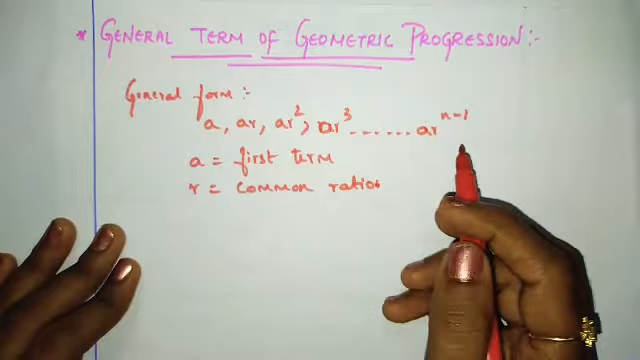 * GENERAL TERM OF GEOMETRIC PROGRESSION:-
General form:-
a, ar, ar², ar³ ....... arⁿ⁻¹
a = first term
r = common ratio